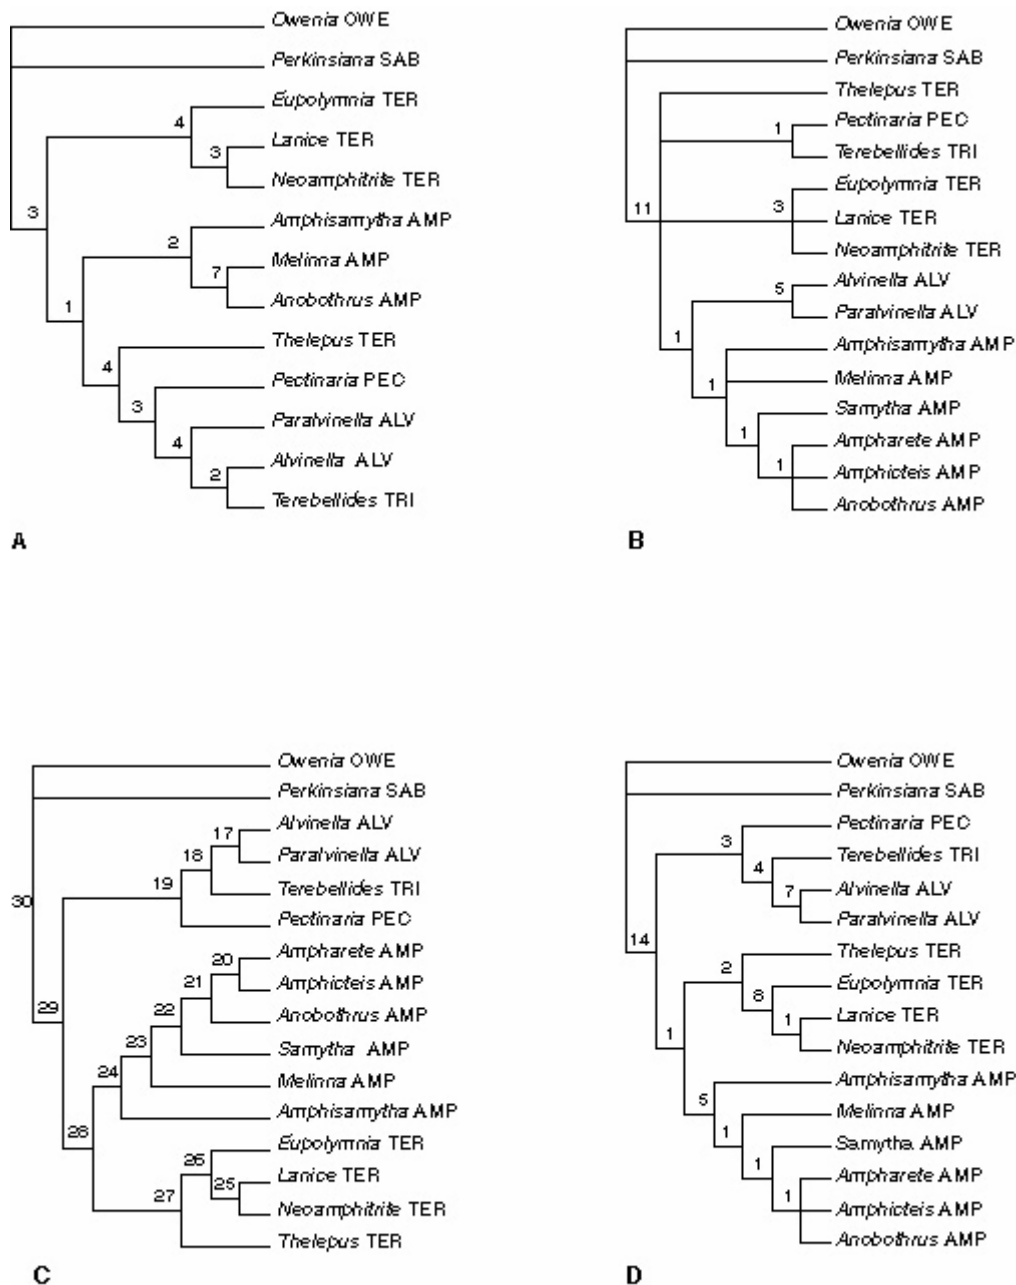 Owenia OWE
Perkinsiana SAB
Eupolymnia TER
4
Lanice TER
3
Neoamphitrite TER
3
Amphisamytha AMP
2
Melinna AMP
7
Anobothrus AMP
1
Thelepus TER
4
Pectinaria PEC
3
Paralvinella ALV
4
Alvinella ALV
2
Terebellides TRI
A
Owenia OWE
Perkinsiana SAB
Thelepus TER
Pectinaria PEC
1
Terebellides TRI
Eupolymnia TER
11
3
Lanice TER
Neoamphitrite TER
Alvinella ALV
5
Paralvinella ALV
1
Amphisamytha AMP
Melinna AMP
1
Samytha AMP
1
Ampharete AMP
1
Amphicteis AMP
Anobothrus AMP
B
Owenia OWE
Perkinsiana SAB
Alvinella ALV
17
Paralvinella ALV
18
Terebellides TRI
19
30
Pectinaria PEC
Ampharete AMP
20
Amphicteis AMP
21
Anobothrus AMP
29
22
Samytha AMP
23
Melinna AMP
24
Amphisamytha AMP
28
Eupolymnia TER
26
Lanice TER
25
27
Neoamphitrite TER
Thelepus TER
C
Owenia OWE
Perkinsiana SAB
Pectinaria PEC
3
Terebellides TRI
4
Alvinella ALV
7
Paralvinella ALV
14
Thelepus TER
2
Eupolymnia TER
8
Lanice TER
1
1
Neoamphitrite TER
Amphisamytha AMP
5
Melinna AMP
1
Samytha AMP
1
Ampharete AMP
1
Amphicteis AMP
Anobothrus AMP
D